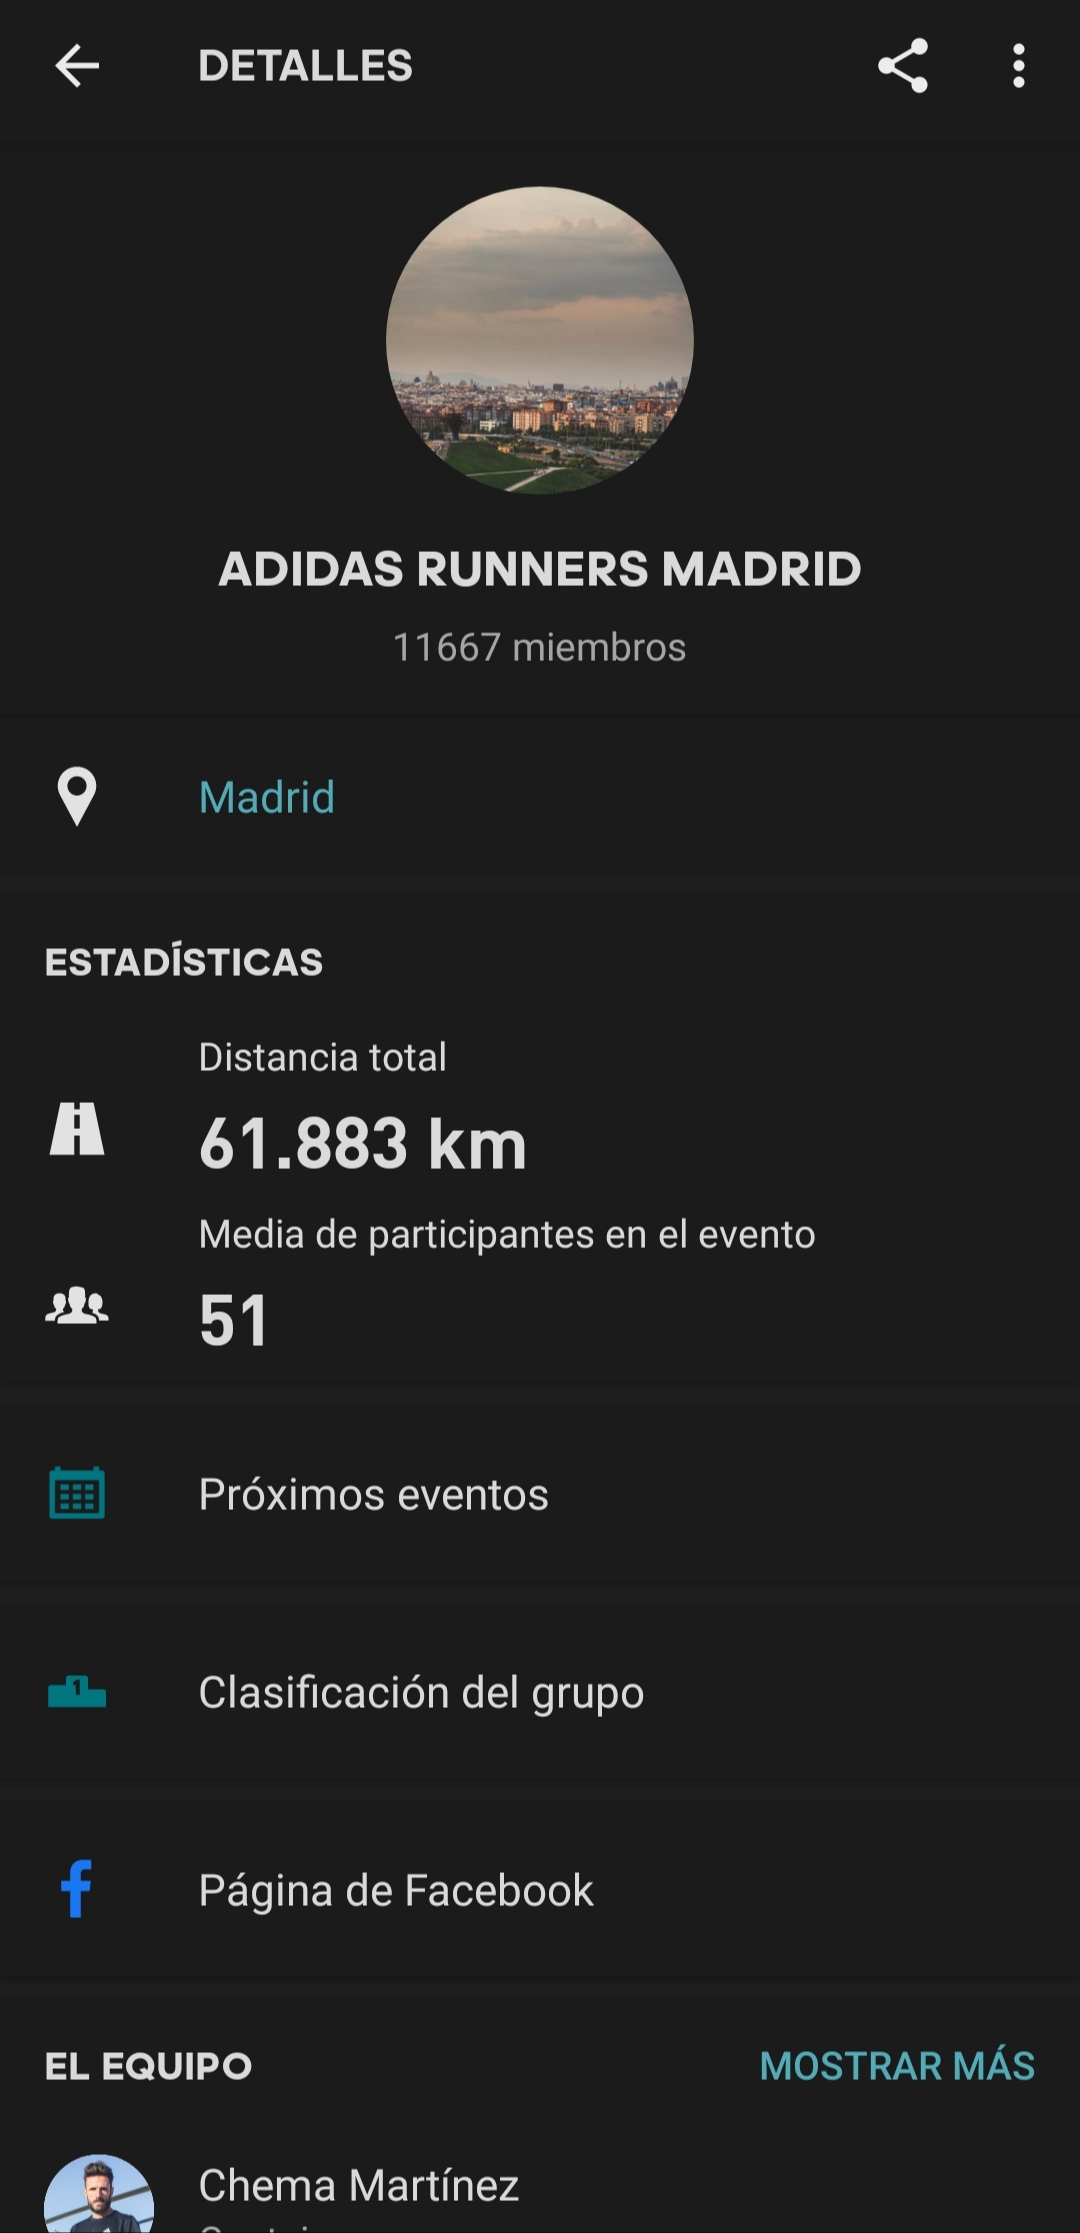 DETALLES
ADIDAS RUNNERS MADRID
11667 miembros
Madrid
ESTADÍSTICAS
Distancia total
61.883 km
Media de participantes en el evento
51
Próximos eventos
1
Clasificación del grupo
Página de Facebook
EL EQUIPO
MOSTRAR MÁS
Chema Martínez